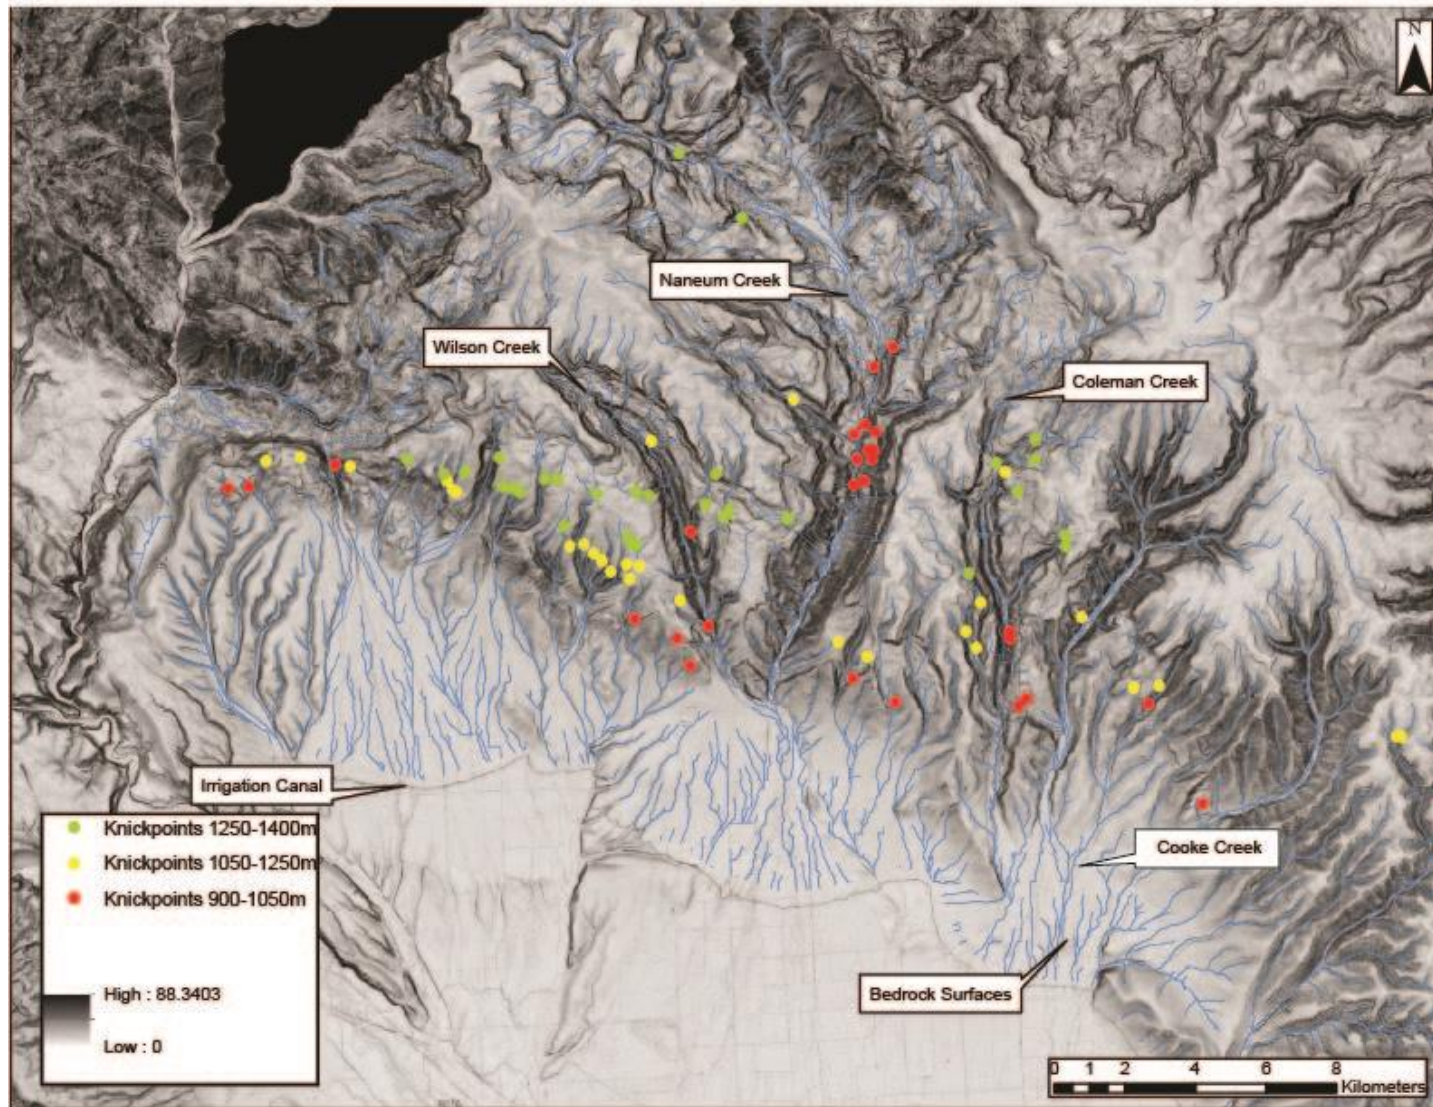 N
Naneum Creek
Wilson Creek
Coleman Creek
Irrigation Canal
Knickpoints 1250-1400m
Knickpoints 1050-1250m
Knickpoints 900-1050m
Cooke Creek
Bedrock Surfaces
High : 88.3403
Low : 0
0 1 2 4 6 8
Kilometers